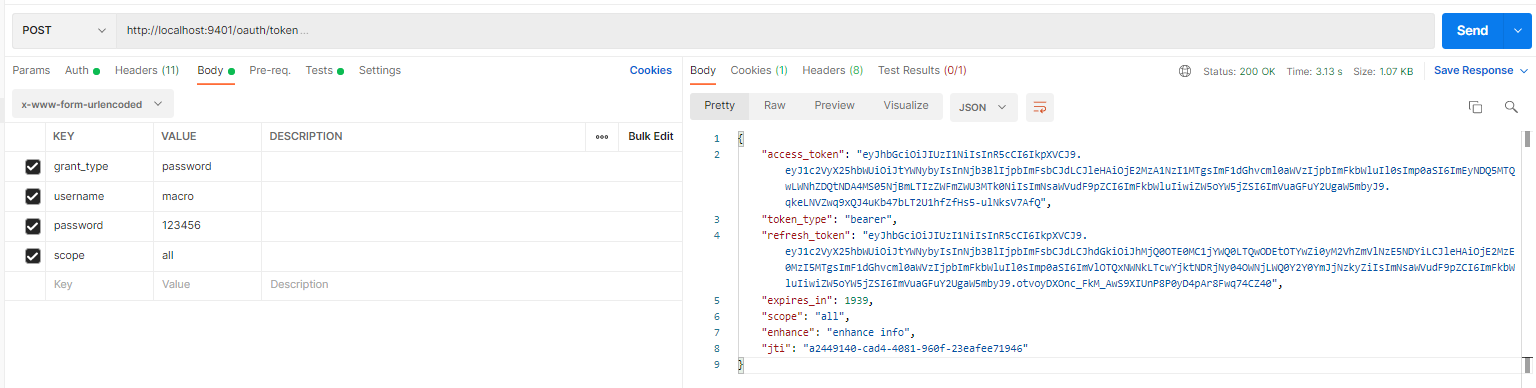 POST
http://localhost:9401/oauth/token ...
Send
Params Auth Headers (11) Body Pre-req. Tests Settings Cookies
x-www-form-urlencoded
KEY VALUE DESCRIPTION ooo Bulk Edit
grant_type password
username macro
password 123456
scope all
Key Value Description
Body Cookies (1) Headers (8) Test Results (0/1) Status: 200 OK Time: 3.13 s Size: 1.07 KB Save Response
Pretty Raw Preview Visualize JSON
1 {
2 "access_token": "eyJhbGciOiJIUzI1NiIsInR5cCI6IkpXVCJ9.
eyJ1c2VyX25hbWUiOiJtYWNybyIsInNjb3BlIjpbImFsbCJdLCJleHAiOjE2MzA1NzI1MTgsImF1dGhvcml0aWVzIjpbImFkbWluIl0sImp0aSI6ImEyNDQ5MTQwLWNhZDQtNDA4MS05NjBmLTIzZWFmZWU3MTk0NiIsImNsaWVudF9pZCI6ImFkbWluIiwiZW5oYW5jZSI6ImVuaGFuY2UgaW5mbyJ9.
qkeLNVZwq9xQJ4uKb47bLT2U1hfZfHs5-ulNksV7AfQ",
3 "token_type": "bearer",
4 "refresh_token": "eyJhbGciOiJIUzI1NiIsInR5cCI6IkpXVCJ9.
eyJ1c2VyX25hbWUiOiJtYWNybyIsInNjb3BlIjpbImFsbCJdLCJhdGkiOiJhMjQ0OTE0MC1jYWQ0LTQwODEtOTYwZi0yM2VhZmVlNzE5NDYiLCJleHAiOjE2MzE0MzI5MTgsImF1dGhvcml0aWVzIjpbImFkbWluIl0sImp0aSI6ImVlOTQxNWNkLTcwYjktNDRjNy04OWNjLWQ0Y2Y0YmJjNzkyZiIsImNsaWVudF9pZCI6ImFkbWluIiwiZW5oYW5jZSI6ImVuaGFuY2UgaW5mbyJ9.otvoyDXOnc_FkM_AwS9XIUnP8P0yD4pAr8Fwq74CZ40",
5 "expires_in": 1939,
6 "scope": "all",
7 "enhance": "enhance info",
8 "jti": "a2449140-cad4-4081-960f-23eafee71946"
9 }